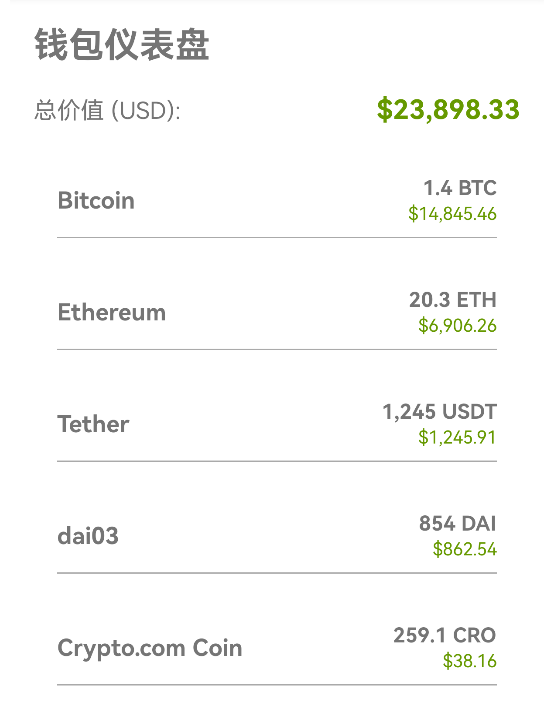 钱包仪表盘
总价值 (USD):
$23,898.33
Bitcoin
1.4 BTC
$14,845.46
Ethereum
20.3 ETH
$6,906.26
Tether
1,245 USDT
$1,245.91
dai03
854 DAI
$862.54
Crypto.com Coin
259.1 CRO
$38.16